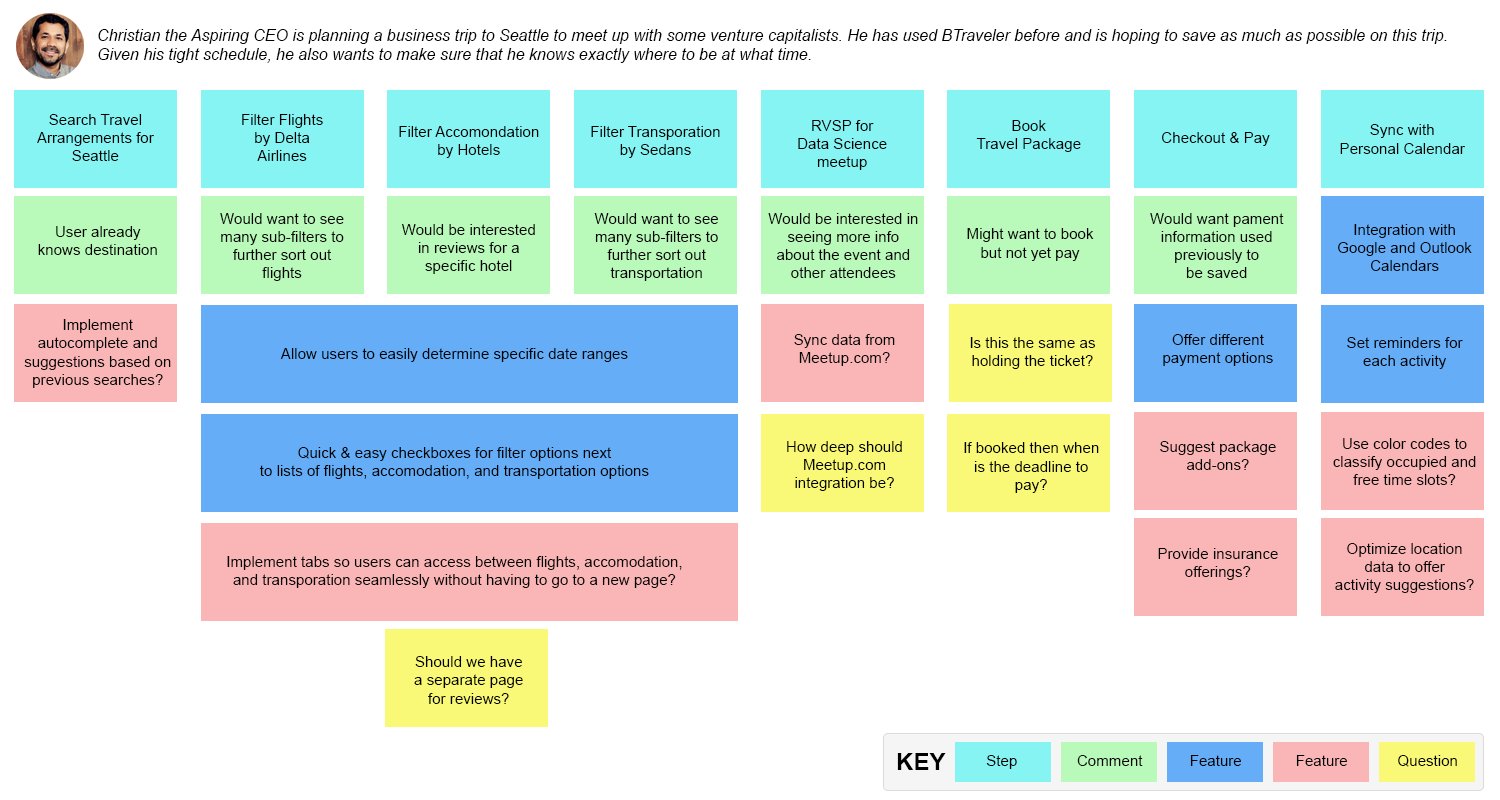 Christian the Aspiring CEO is planning a business trip to Seattle to meet up with some venture capitalists. He has used BTraveler before and is hoping to save as much as possible on this trip.
Given his tight schedule, he also wants to make sure that he knows exactly where to be at what time.
Search Travel
Arrangements for
Seattle
Filter Flights
by Delta
Airlines
Filter Accomondation
by Hotels
Filter Transporation
by Sedans
RVSP for
Data Science
meetup
Book
Travel Package
Checkout & Pay
Sync with
Personal Calendar
User already
knows destination
Would want to see
many sub-filters to
further sort out
flights
Would be interested
in reviews for a
specific hotel
Would want to see
many sub-filters to
further sort out
transportation
Would be interested in
seeing more info
about the event and
other attendees
Might want to book
but not yet pay
Would want pament
information used
previously to
be saved
Integration with
Google and Outlook
Calendars
Implement
autocomplete and
suggestions based on
previous searches?
Allow users to easily determine specific date ranges
Sync data from
Meetup.com?
Is this the same as
holding the ticket?
Offer different
payment options
Set reminders for
each activity
Quick & easy checkboxes for filter options next
to lists of flights, accomodation, and transportation options
How deep should
Meetup.com
integration be?
If booked then when
is the deadline to
pay?
Suggest package
add-ons?
Use color codes to
classify occupied and
free time slots?
Implement tabs so users can access between flights, accomodation,
and transporation seamlessly without having to go to a new page?
Provide insurance
offerings?
Optimize location
data to offer
activity suggestions?
Should we have
a separate page
for reviews?
KEY
Step
Comment
Feature
Feature
Question